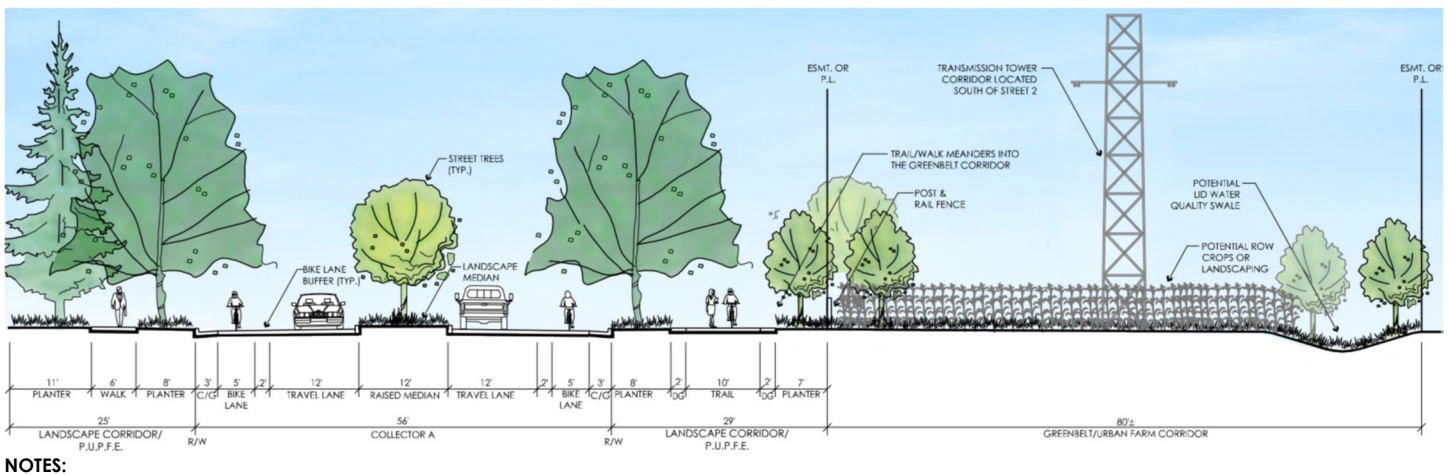 ESMT. OR
P.L.
TRANSMISSION TOWER
CORRIDOR LOCATED
SOUTH OF STREET 2
ESMT. OR
P.L.
STREET TREES
(TYP.)
TRAIL/WALK MEANDERS INTO
THE GREENBELT CORRIDOR
POST &
RAIL FENCE
POTENTIAL
LID WATER
QUALITY SWALE
BIKE LANE
BUFFER (TYP.)
LANDSCAPE
MEDIAN
POTENTIAL ROW
CROPS OR
LANDSCAPING
11' 6' 8' 3' 5' 2' 12' 12' 12' 2' 5' 3' 8' 2' 10' 2' 7'
PLANTER WALK PLANTER C/G BIKE LANE TRAVEL LANE RAISED MEDIAN TRAVEL LANE BIKE LANE C/G PLANTER DG TRAIL DG PLANTER
25' 56' 29' 80'±
LANDSCAPE CORRIDOR/
P.U.P.F.E.
R/W
COLLECTOR A
R/W
LANDSCAPE CORRIDOR/
P.U.P.F.E.
GREENBELT/URBAN FARM CORRIDOR
NOTES: